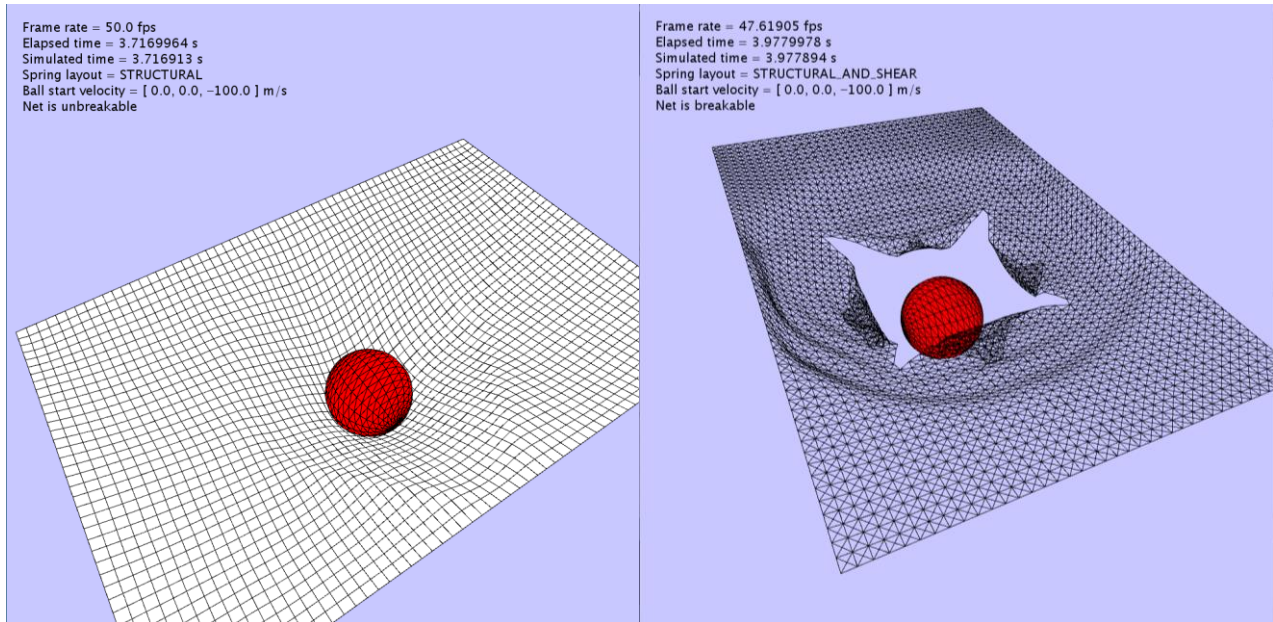 Frame rate = 50.0 fps
Elapsed time = 3.7169964 s
Simulated time = 3.716913 s
Spring layout = STRUCTURAL
Ball start velocity = [ 0.0, 0.0, −100.0 ] m/s
Net is unbreakable
Frame rate = 47.61905 fps
Elapsed time = 3.9779978 s
Simulated time = 3.977894 s
Spring layout = STRUCTURAL_AND_SHEAR
Ball start velocity = [ 0.0, 0.0, −100.0 ] m/s
Net is breakable